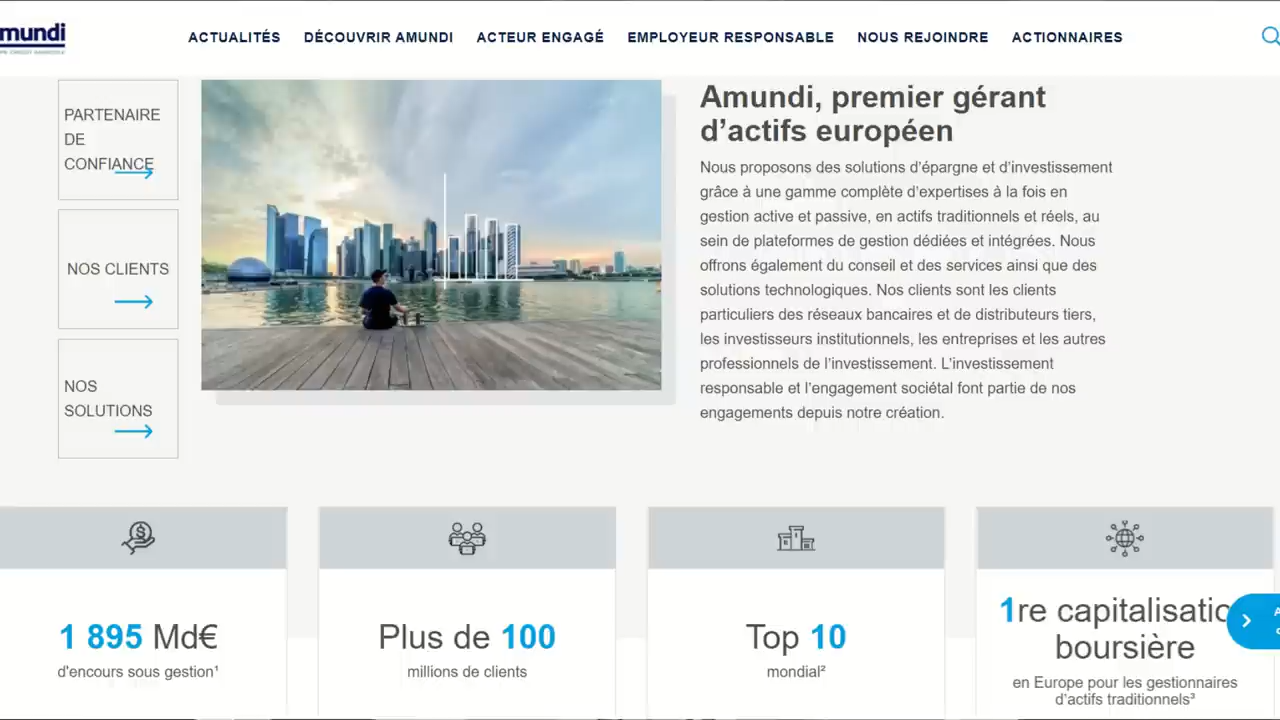 mundi
ACTUALITÉS DÉCOUVRIR AMUNDI ACTEUR ENGAGÉ EMPLOYEUR RESPONSABLE NOUS REJOINDRE ACTIONNAIRES
PARTENAIRE
DE
CONFIANCE
NOS CLIENTS
NOS
SOLUTIONS
Amundi, premier gérant
d’actifs européen
Nous proposons des solutions d’épargne et d’investissement
grâce à une gamme complète d’expertises à la fois en
gestion active et passive, en actifs traditionnels et réels, au
sein de plateformes de gestion dédiées et intégrées. Nous
offrons également du conseil et des services ainsi que des
solutions technologiques. Nos clients sont les clients
particuliers des réseaux bancaires et de distributeurs tiers,
les investisseurs institutionnels, les entreprises et les autres
professionnels de l’investissement. L’investissement
responsable et l’engagement sociétal font partie de nos
engagements depuis notre création.
1 895 Md€
d'encours sous gestion¹
Plus de 100
millions de clients
Top 10
mondial²
1re capitalisatio
boursière
en Europe pour les gestionnaires
d’actifs traditionnels³